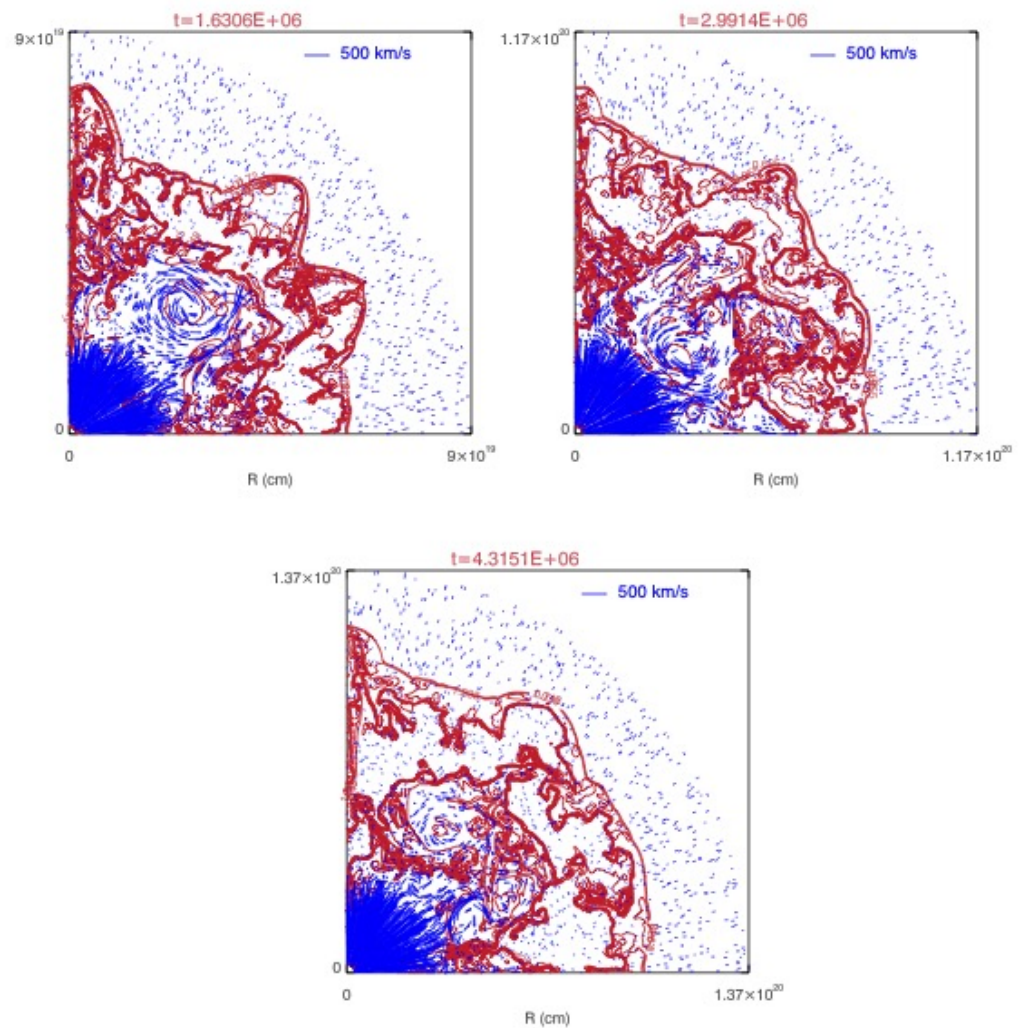 t=1.6306E+06
9×10¹⁹
500 km/s
0
0
9×10¹⁹
R (cm)
t=2.9914E+06
1.17×10²⁰
500 km/s
0
0
1.17×10²⁰
R (cm)
t=4.3151E+06
1.37×10²⁰
500 km/s
0
0
1.37×10²⁰
R (cm)